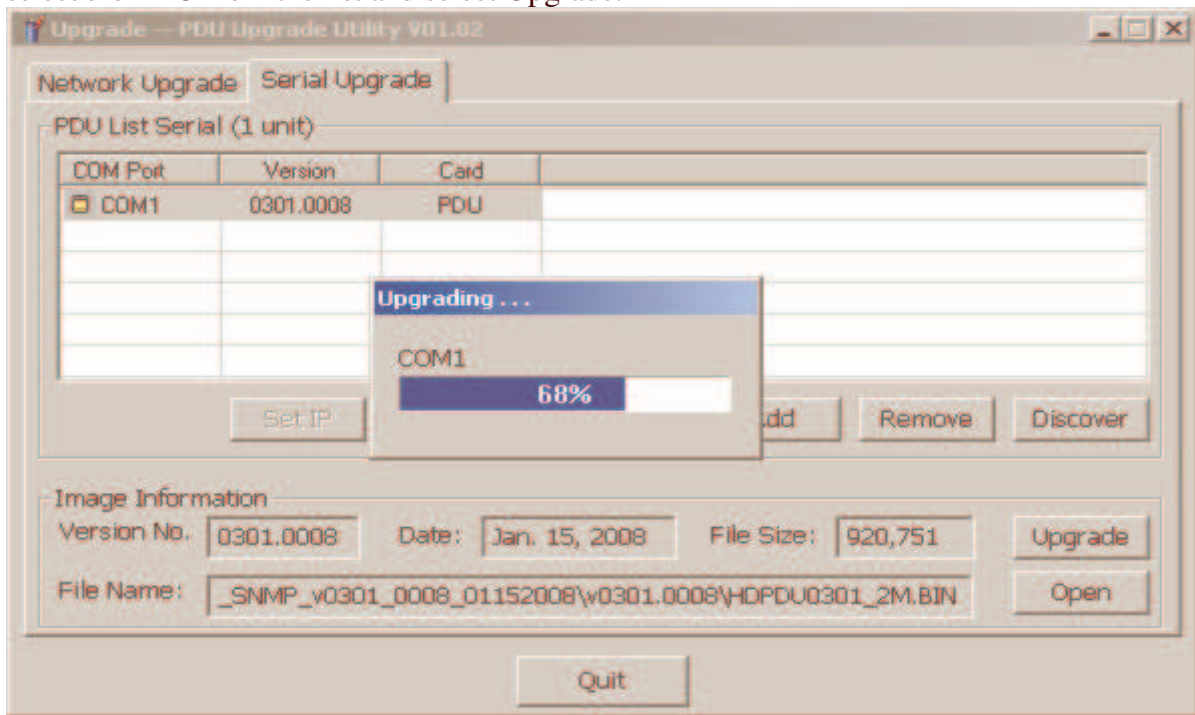 Upgrade -- PDU Upgrade Utility V01.02
Network Upgrade Serial Upgrade
PDU List Serial (1 unit)
COM Port Version Card
COM1 0301.0008 PDU
Upgrading ...
COM1
68%
Set IP dd Remove Discover
Image Information
Version No. 0301.0008 Date: Jan. 15, 2008 File Size: 920,751 Upgrade
File Name: _SNMP_v0301_0008_01152008\v0301.0008\HDPDU0301_2M.BIN Open
Quit